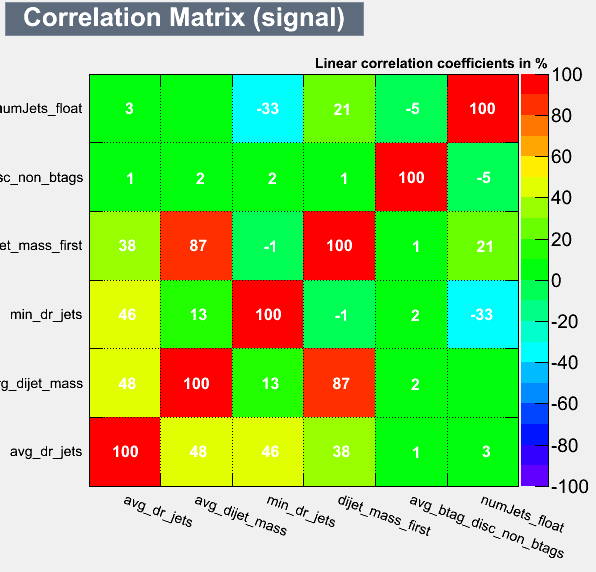 Correlation Matrix (signal)
Linear correlation coefficients in %
numJets_float 3 -33 21 -5 100
sc_non_btags 1 2 2 1 100 -5
jet_mass_first 38 87 -1 100 1 21
min_dr_jets 46 13 100 -1 2 -33
g_dijet_mass 48 100 13 87 2
avg_dr_jets 100 48 46 38 1 3
avg_dr_jets avg_dijet_mass min_dr_jets dijet_mass_first avg_btag_disc_non_btags numJets_float
100
80
60
40
20
0
-20
-40
-60
-80
-100